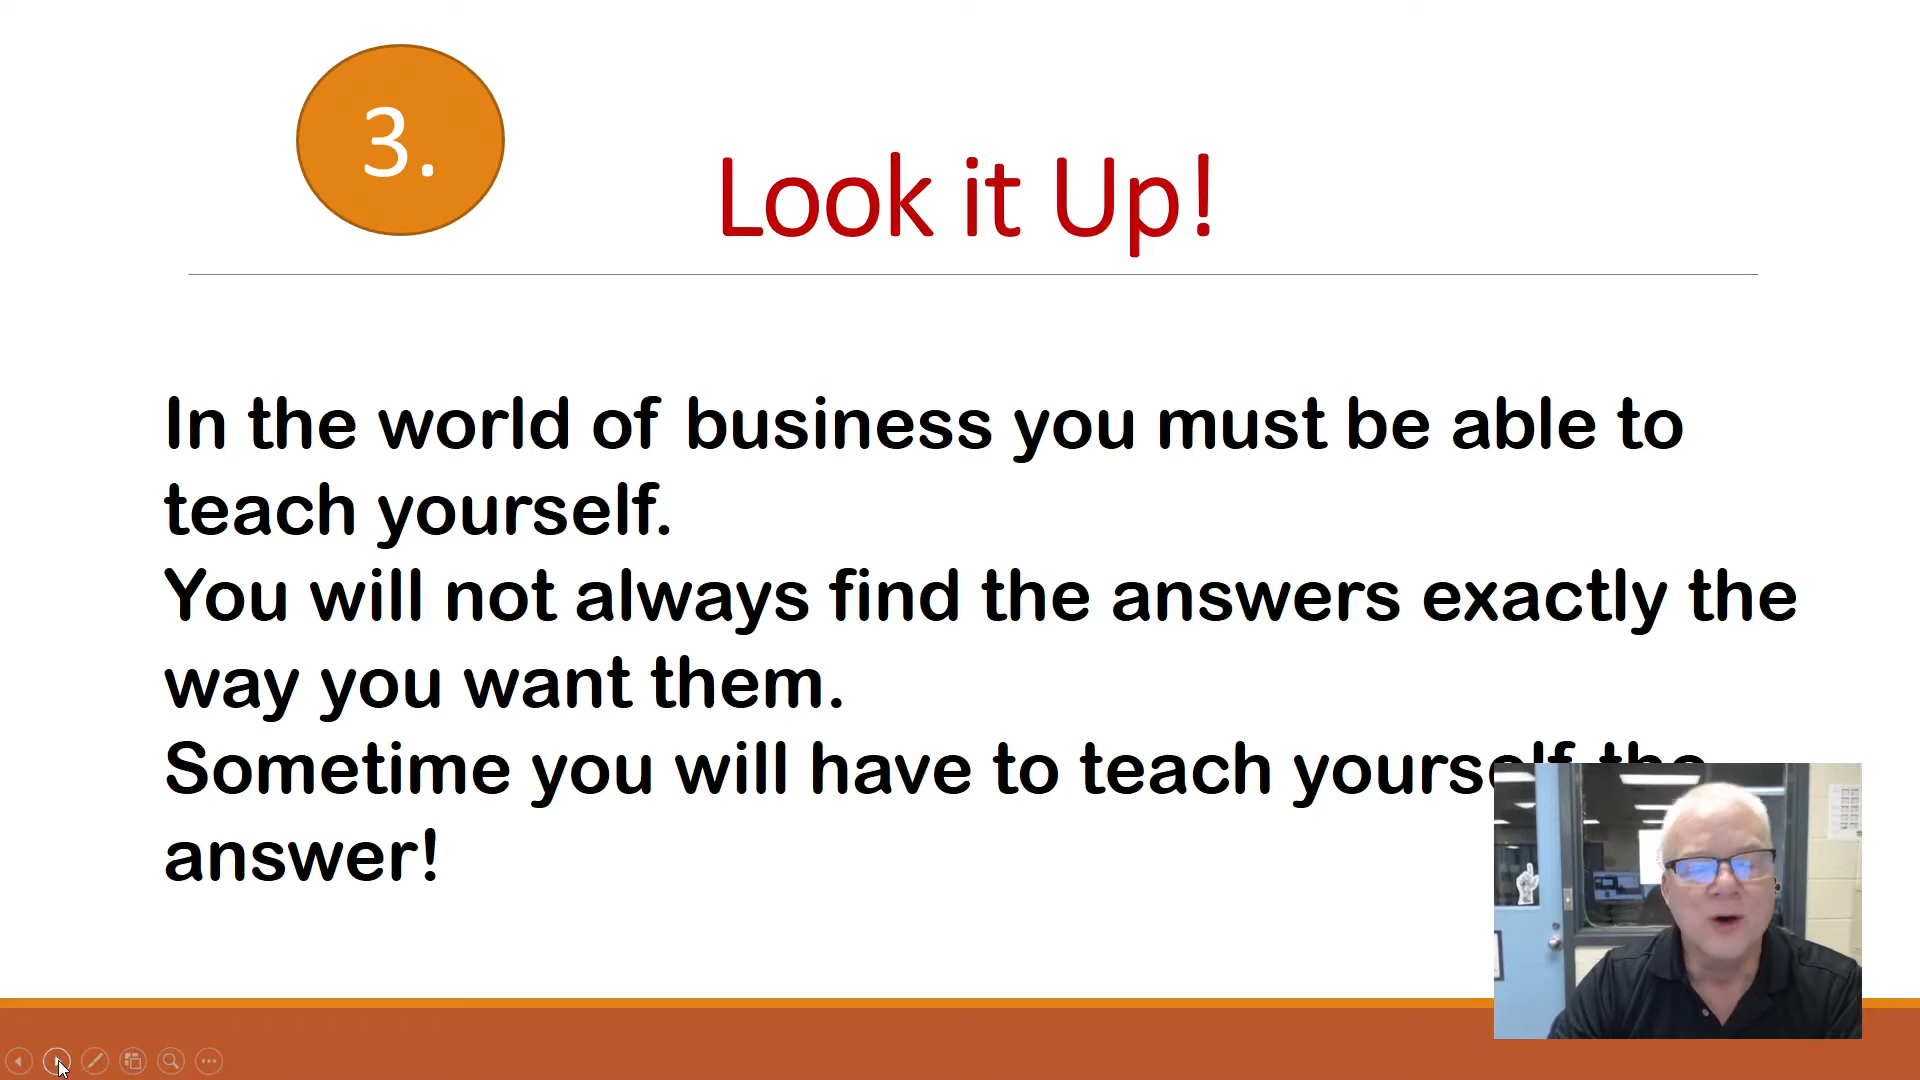 3.
Look it Up!
In the world of business you must be able to
teach yourself.
You will not always find the answers exactly the
way you want them.
Sometime you will have to teach yourself the
answer!